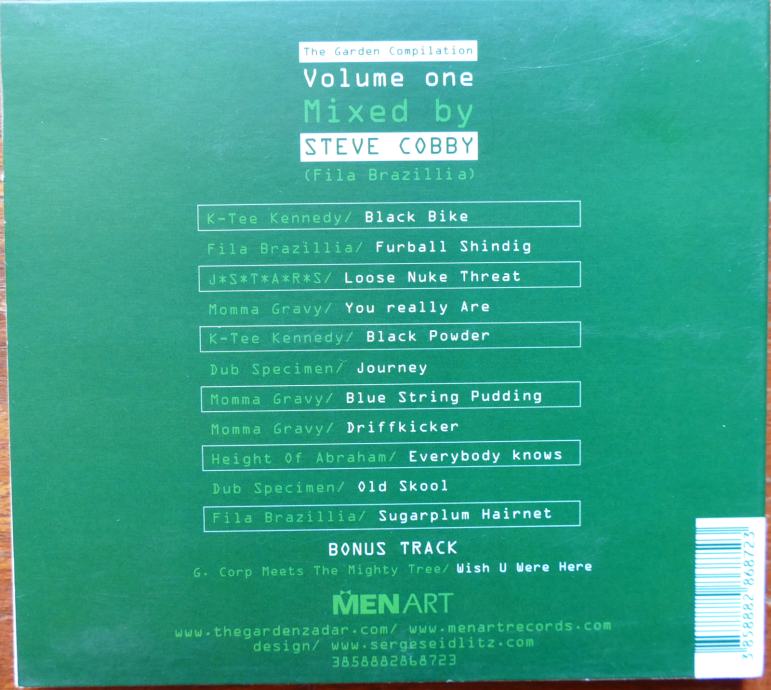 The Garden Compilation
Volume one
Mixed by
STEVE COBBY
(Fila Brazillia)
K-Tee Kennedy/ Black Bike
Fila Brazillia/ Furball Shindig
J*S*T*A*R*S/ Loose Nuke Threat
Momma Gravy/ You really Are
K-Tee Kennedy/ Black Powder
Dub Specimen/ Journey
Momma Gravy/ Blue String Pudding
Momma Gravy/ Driffkicker
Height Of Abraham/ Everybody knows
Dub Specimen/ Old Skool
Fila Brazillia/ Sugarplum Hairnet
BONUS TRACK
G. Corp Meets The Mighty Tree/ Wish U Were Here
MENART
www.thegardenzadar.com/ www.menartrecords.com
design/ www.sergeseidlitz.com
3858882868723
3 858882 868723